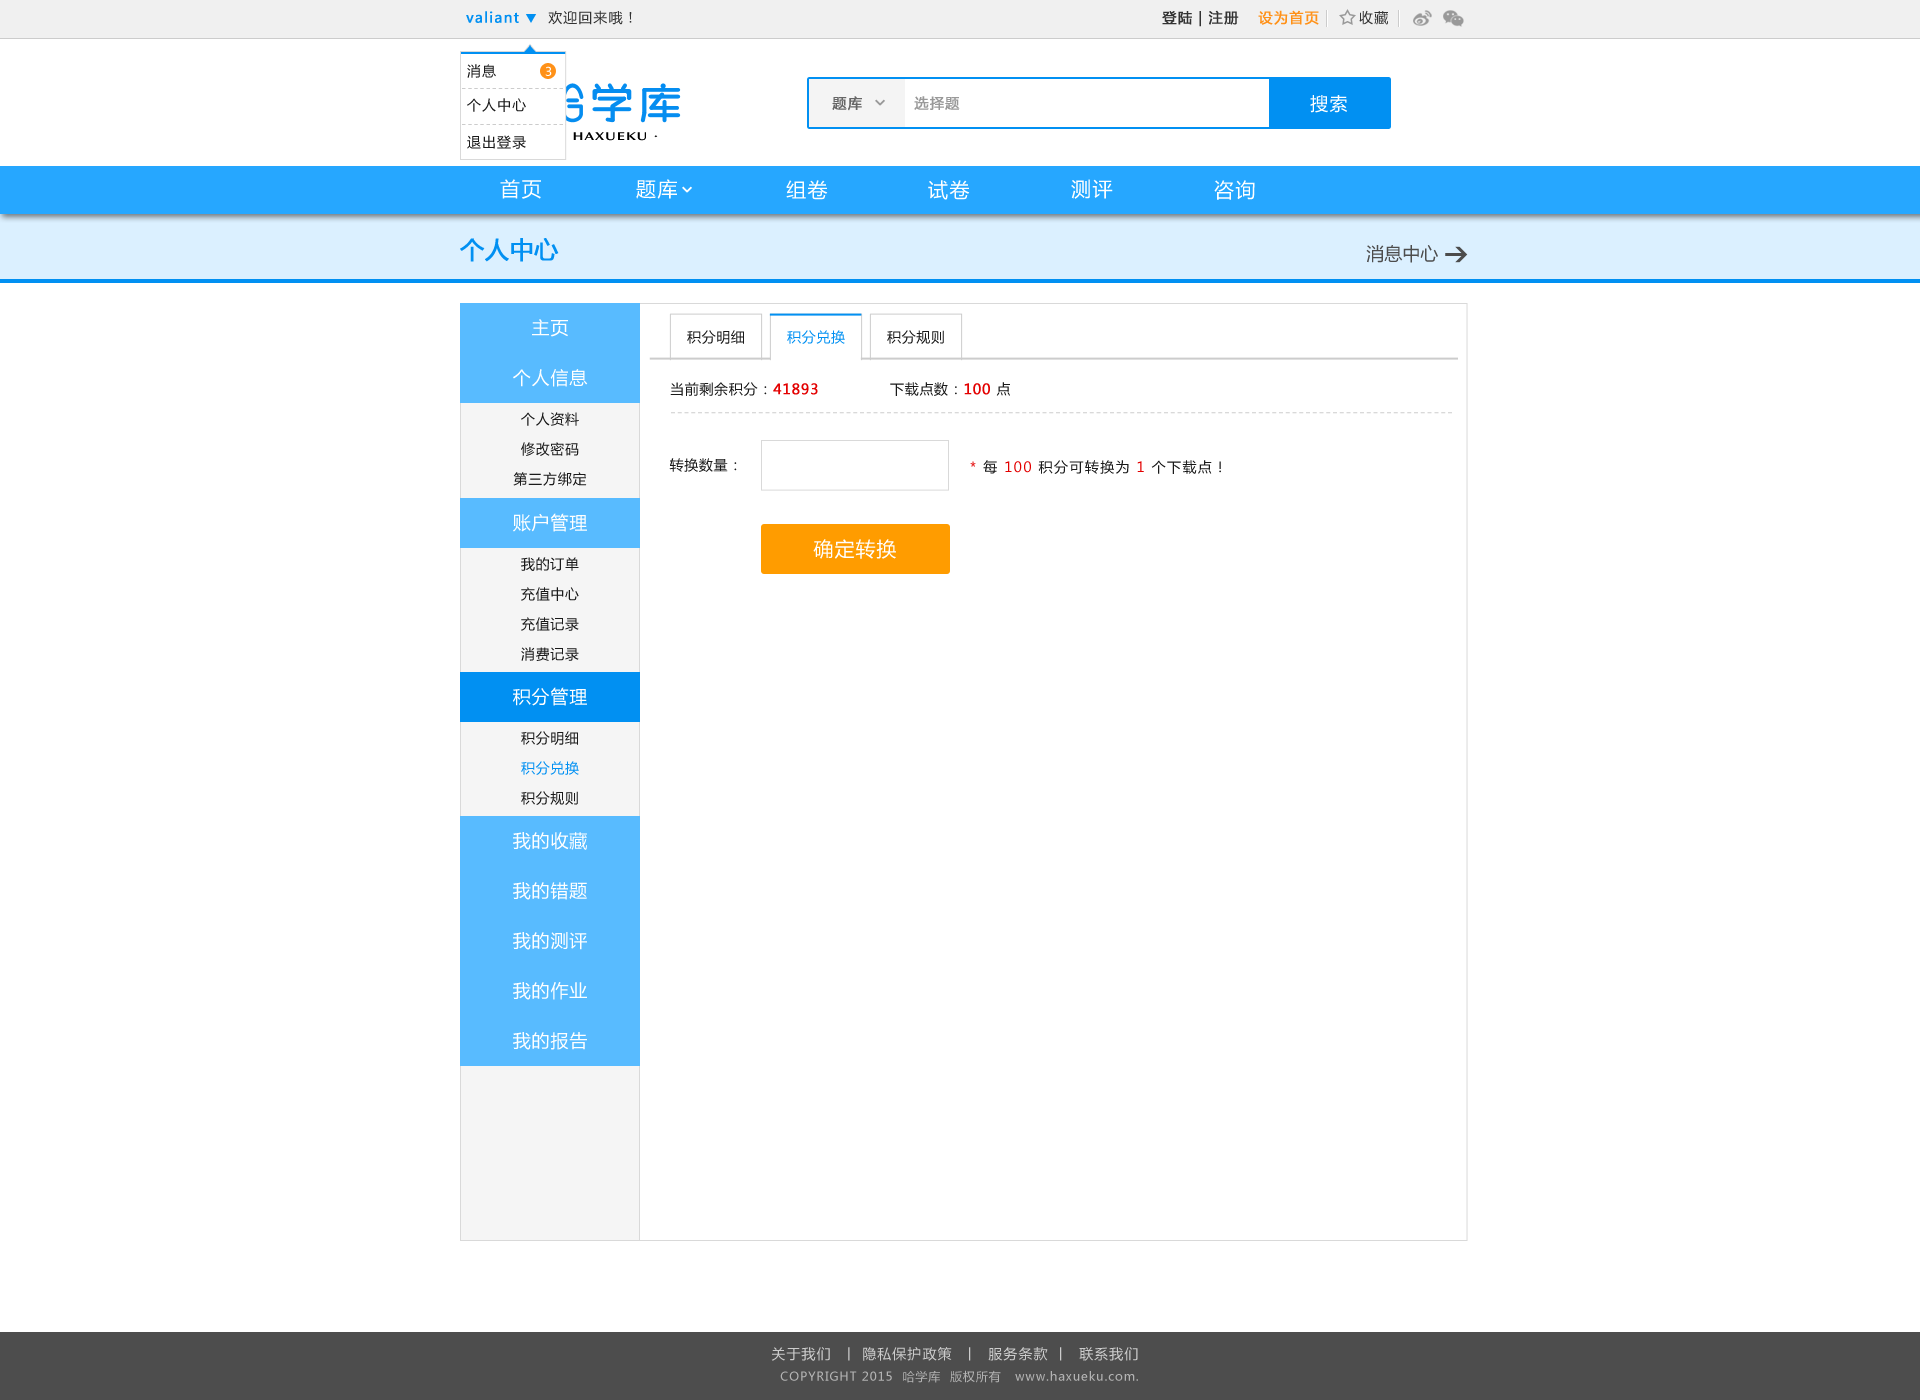 valiant ▼ 欢迎回来哦！
登陆 | 注册 设为首页 收藏
消息 3
个人中心
退出登录
学库
HAXUEKU ·
题库 选择题 搜索
首页 题库 组卷 试卷 测评 咨询
个人中心
消息中心
主页
个人信息
个人资料
修改密码
第三方绑定
账户管理
我的订单
充值中心
充值记录
消费记录
积分管理
积分明细
积分兑换
积分规则
我的收藏
我的错题
我的测评
我的作业
我的报告
积分明细 积分兑换 积分规则
当前剩余积分：41893 下载点数：100 点
转换数量：
* 每 100 积分可转换为 1 个下载点！
确定转换
关于我们 | 隐私保护政策 | 服务条款 | 联系我们
COPYRIGHT 2015 哈学库 版权所有 www.haxueku.com.